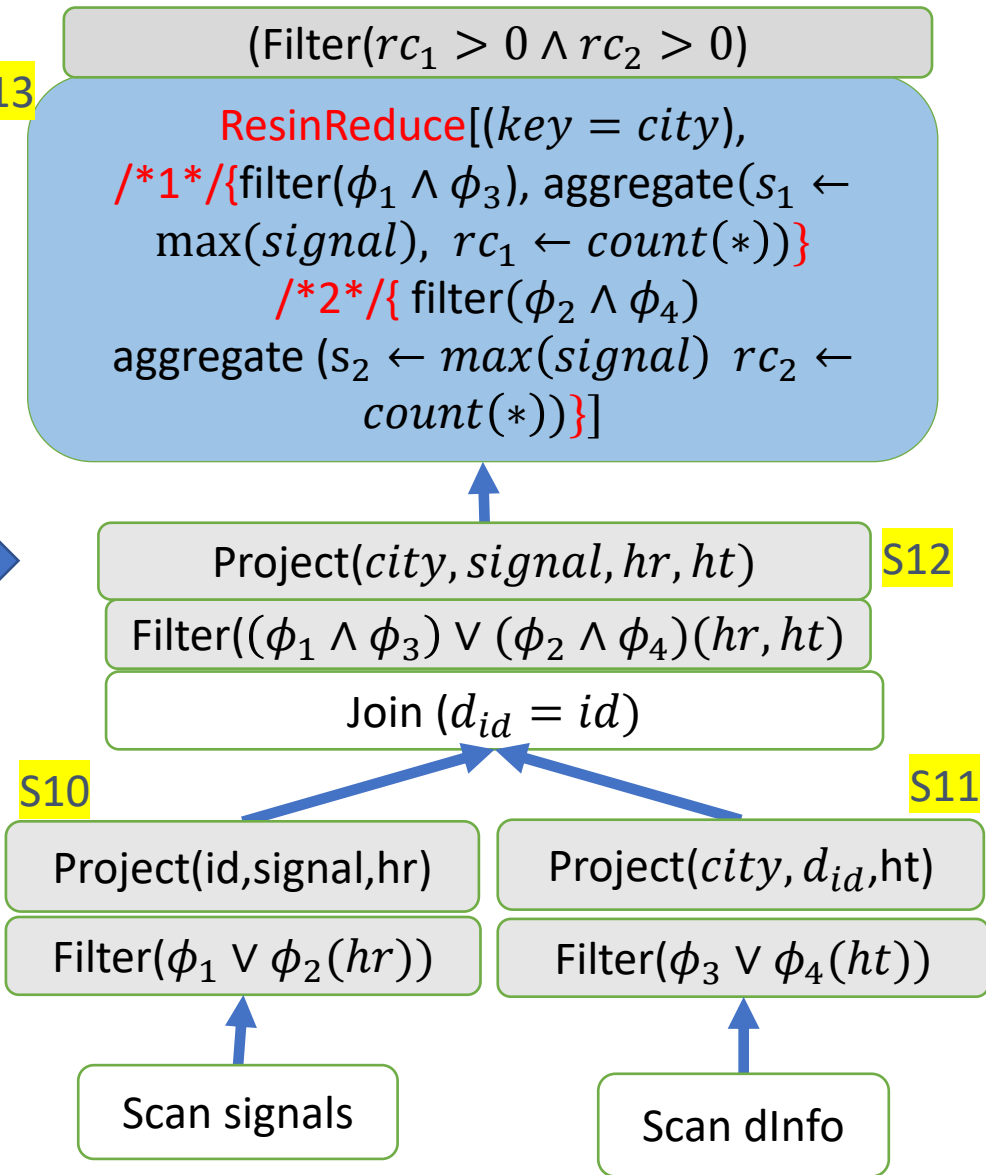 (Filter(𝑟𝑐₁ > 0 ∧ 𝑟𝑐₂ > 0)
13
ResinReduce[(𝑘𝑒𝑦 = 𝑐𝑖𝑡𝑦),
/*1*/{filter(𝜙₁ ∧ 𝜙₃), aggregate(𝑠₁ ←
max(𝑠𝑖𝑔𝑛𝑎𝑙), 𝑟𝑐₁ ← 𝑐𝑜𝑢𝑛𝑡(∗))}
/*2*/{ filter(𝜙₂ ∧ 𝜙₄)
aggregate (s₂ ← 𝑚𝑎𝑥(𝑠𝑖𝑔𝑛𝑎𝑙) 𝑟𝑐₂ ←
𝑐𝑜𝑢𝑛𝑡(∗))}]
Project(𝑐𝑖𝑡𝑦, 𝑠𝑖𝑔𝑛𝑎𝑙, ℎ𝑟, ℎ𝑡)
S12
Filter((𝜙₁ ∧ 𝜙₃) ∨ (𝜙₂ ∧ 𝜙₄)(ℎ𝑟, ℎ𝑡)
Join (𝑑ᵢ𝑑 = 𝑖𝑑)
S10
S11
Project(id,signal,hr)
Project(𝑐𝑖𝑡𝑦, 𝑑ᵢ𝑑,ht)
Filter(𝜙₁ ∨ 𝜙₂(ℎ𝑟))
Filter(𝜙₃ ∨ 𝜙₄(ℎ𝑡))
Scan signals
Scan dInfo